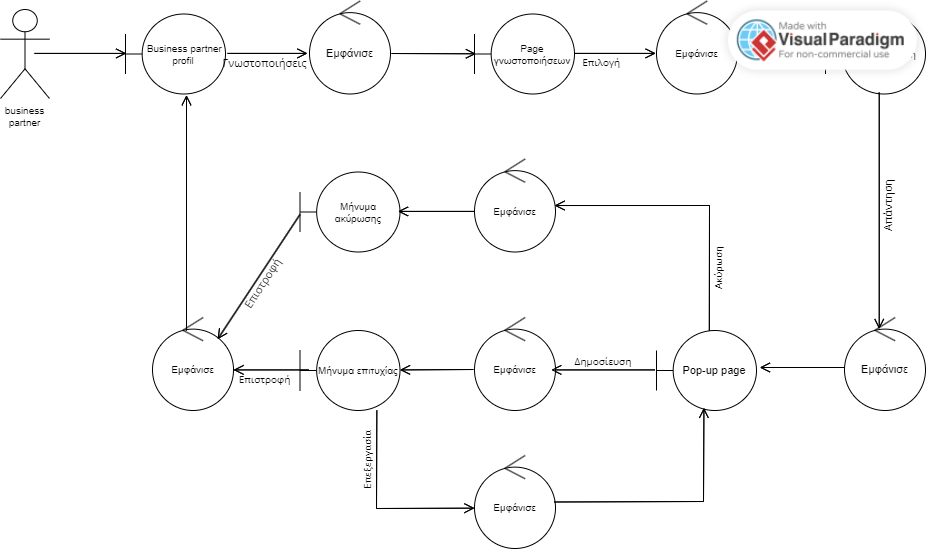 Made with
Visual Paradigm
For non-commercial use
Business partner
profil
Γνωστοποιήσεις
Εμφάνισε
Page
γνωστοποιήσεων
Επιλογή
Εμφάνισε
business
partner
Απάντηση
Μήνυμα
ακύρωσης
Εμφάνισε
Ακύρωση
Επιστροφή
Εμφάνισε
Επιστροφή
Μήνυμα επιτυχίας
Εμφάνισε
Δημοσίευση
Pop-up page
Εμφάνισε
Επεξεργασία
Εμφάνισε